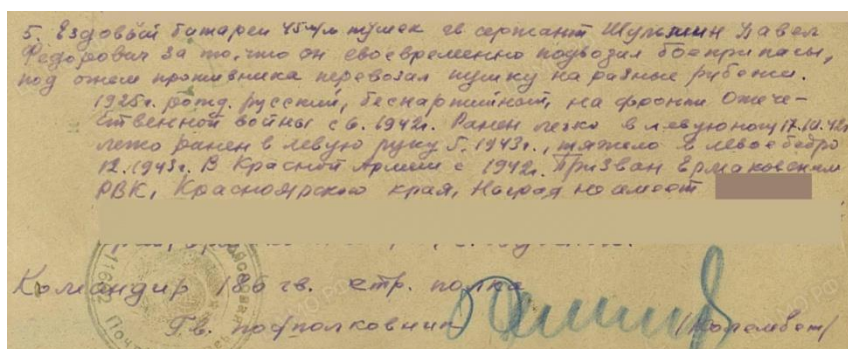 5. Ездовой батареи 45 м/м пушек гв сержант Шульмин Павел
Федорович за то, что он своевременно подвозил боеприпасы,
под огнем противника перевозил пушку на разные рубежи.
1925г. рожд. русский, беспартийный, на фронте Отече-
ственной войны с 6.1942г. Ранен легко в левую ногу 17.10.42г
легко ранен в левую руку 5.1943г., тяжело в левое бедро
12.1943г. В Красной Армии с 1942г. Призван Ермаковским
РВК, Красноярского края, Наград не имеет
Командир 186 гв. стр. полка
Гв. подполковник